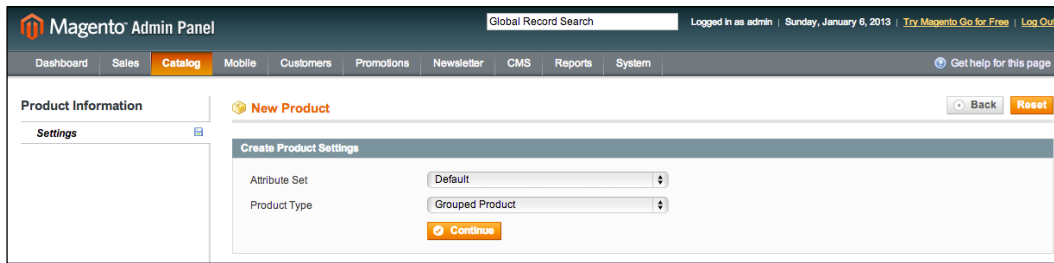 Magento Admin Panel
Global Record Search
Logged in as admin | Sunday, January 6, 2013 | Try Magento Go for Free | Log Out
Dashboard Sales Catalog Mobile Customers Promotions Newsletter CMS Reports System Get help for this page
Product Information
Settings
New Product
Back Reset
Create Product Settings
Attribute Set Default
Product Type Grouped Product
Continue